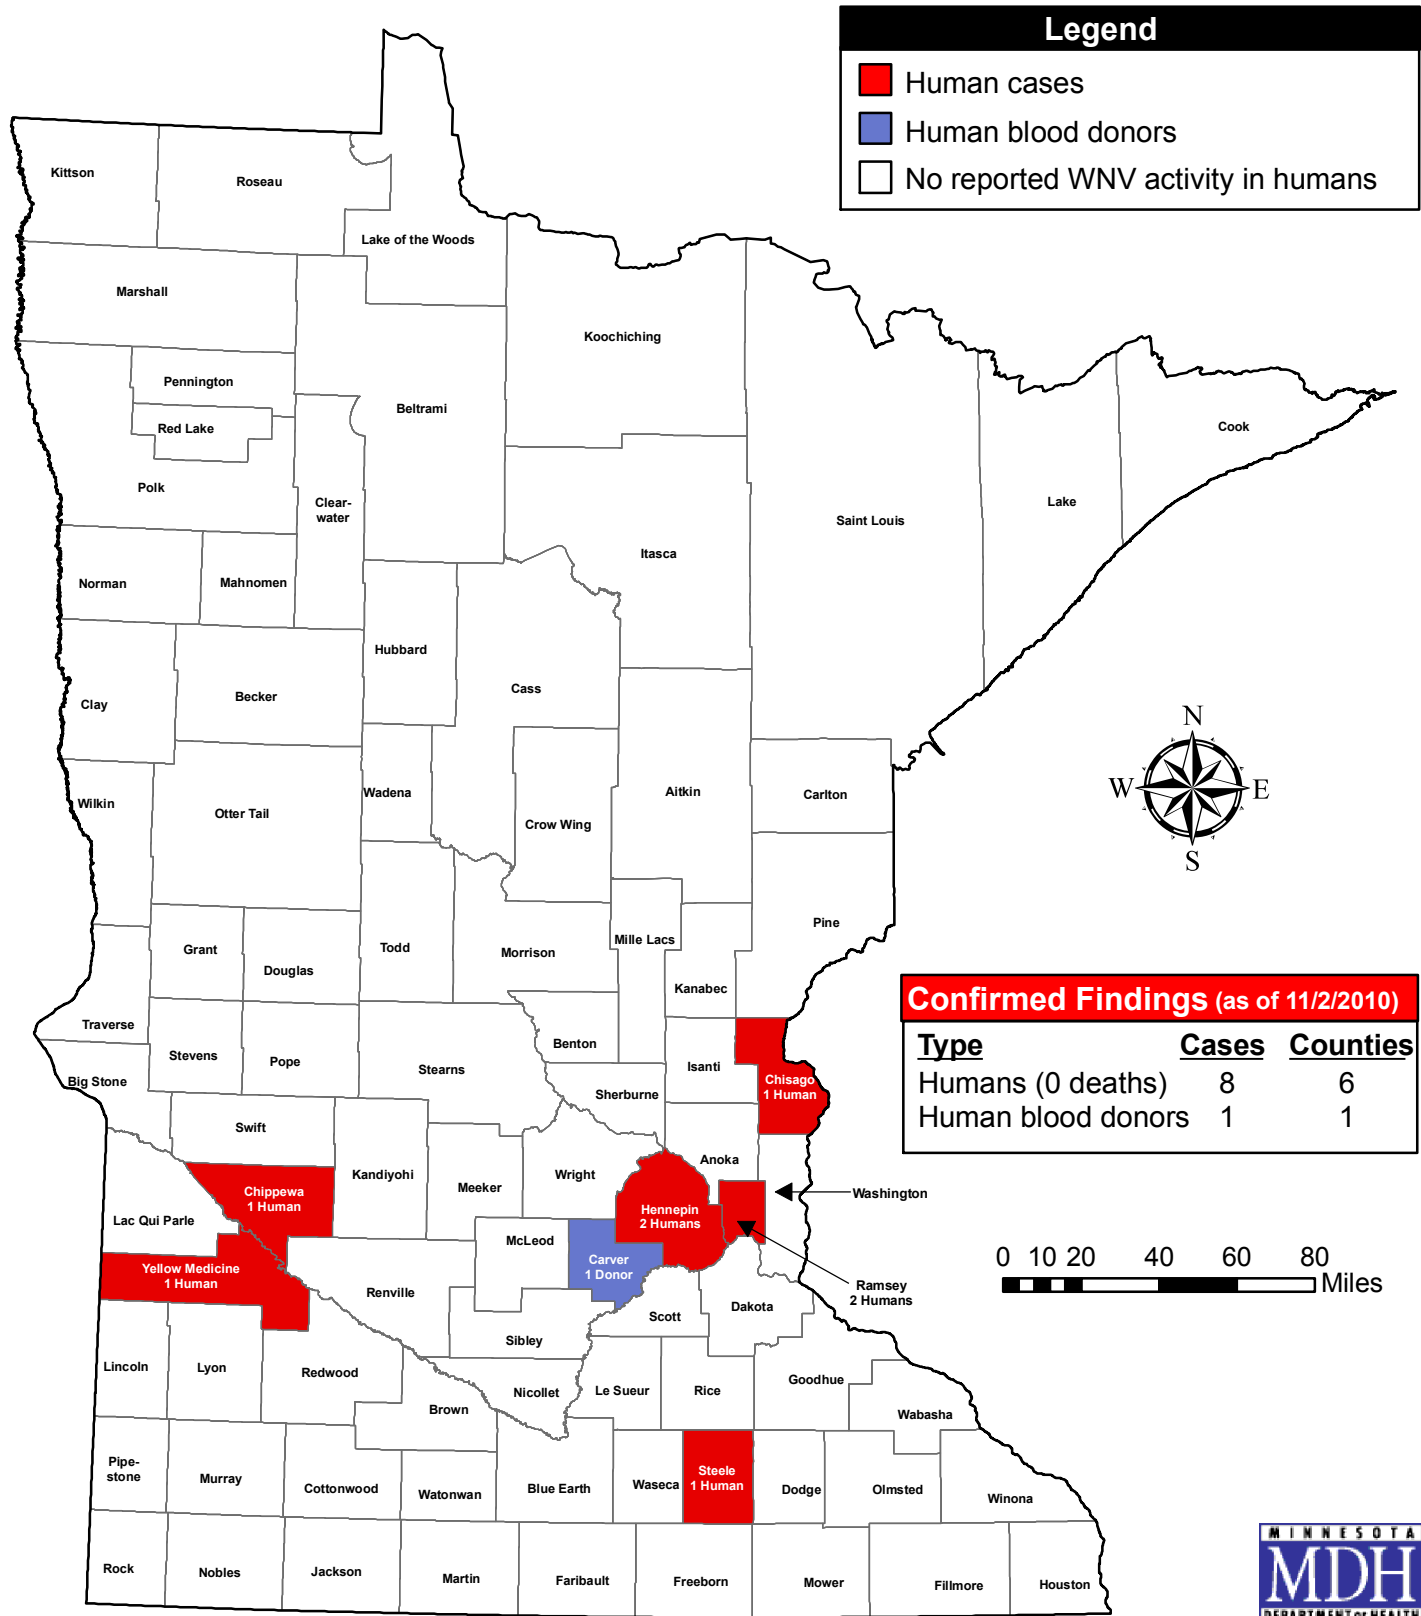 Legend
Human cases
Human blood donors
No reported WNV activity in humans
Kittson
Roseau
Lake of the Woods
Marshall
Koochiching
Pennington
Beltrami
Red Lake
Cook
Polk
Clear-
water
Lake
Saint Louis
Itasca
Norman
Mahnomen
Hubbard
Cass
Becker
Clay
N
W
E
S
Wilkin
Otter Tail
Wadena
Aitkin
Carlton
Crow Wing
Pine
Grant
Douglas
Todd
Morrison
Mille Lacs
Kanabec
Confirmed Findings (as of 11/2/2010)
Type Cases Counties
Humans (0 deaths) 8 6
Human blood donors 1 1
Traverse
Stevens
Pope
Stearns
Benton
Isanti
Big Stone
Sherburne
Chisago
1 Human
Swift
Kandiyohi
Meeker
Wright
Anoka
Washington
Chippewa
1 Human
Lac Qui Parle
Hennepin
2 Humans
McLeod
Carver
1 Donor
Yellow Medicine
1 Human
Renville
Ramsey
2 Humans
0 10 20 40 60 80
Miles
Scott
Dakota
Sibley
Lincoln
Lyon
Redwood
Nicollet
Le Sueur
Rice
Goodhue
Brown
Wabasha
Pipe-
stone
Murray
Cottonwood
Watonwan
Blue Earth
Waseca
Steele
1 Human
Dodge
Olmsted
Winona
Rock
Nobles
Jackson
Martin
Faribault
Freeborn
Mower
Fillmore
Houston
MINNESOTA
MDH
DEPARTMENT OF HEALTH